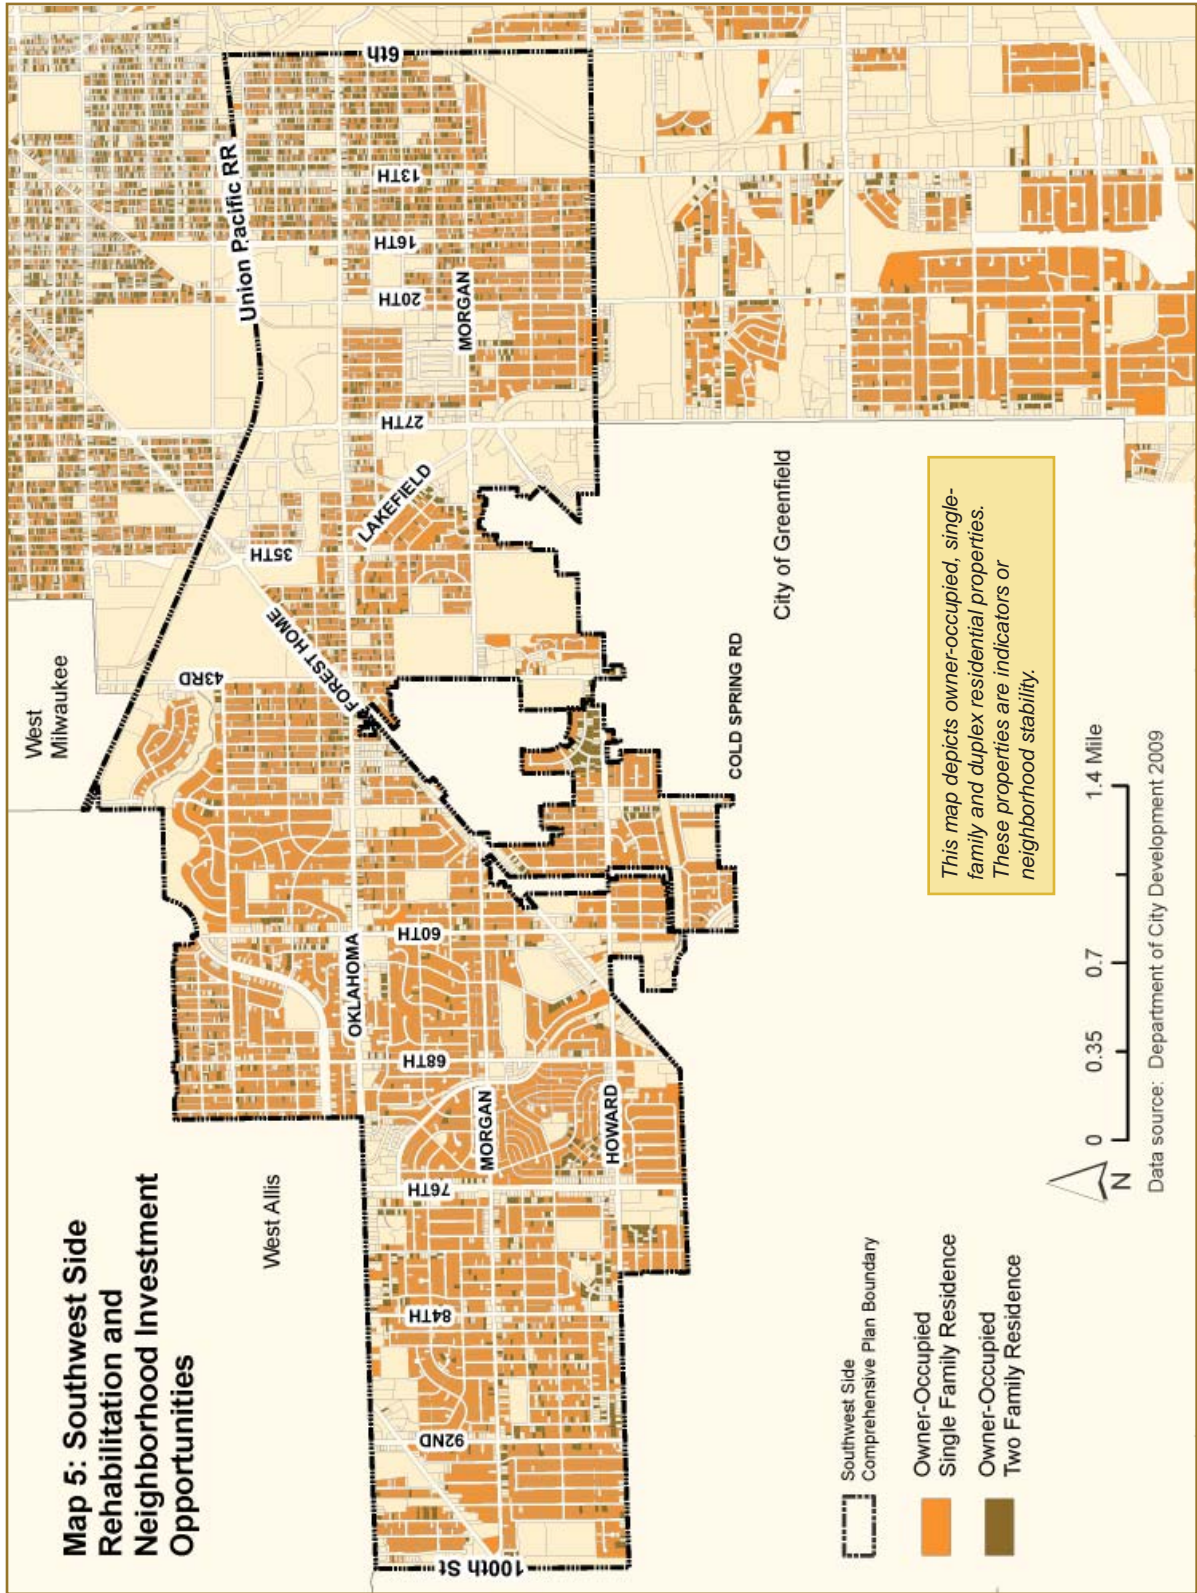 Map 5: Southwest Side
Rehabilitation and
Neighborhood Investment
Opportunities
West
Milwaukee
West Allis
Union Pacific RR
6th
13TH
16TH
20TH
MORGAN
27TH
LAKEFIELD
35TH
FOREST HOME
43RD
OKLAHOMA
60TH
68TH
MORGAN
HOWARD
76TH
84TH
92ND
100th St
City of Greenfield
COLD SPRING RD
This map depicts owner-occupied, single-
family and duplex residential properties.
These properties are indicators or
neighborhood stability.
Southwest Side
Comprehensive Plan Boundary
Owner-Occupied
Single Family Residence
Owner-Occupied
Two Family Residence
N
0 0.35 0.7 1.4 Mile
Data source: Department of City Development 2009